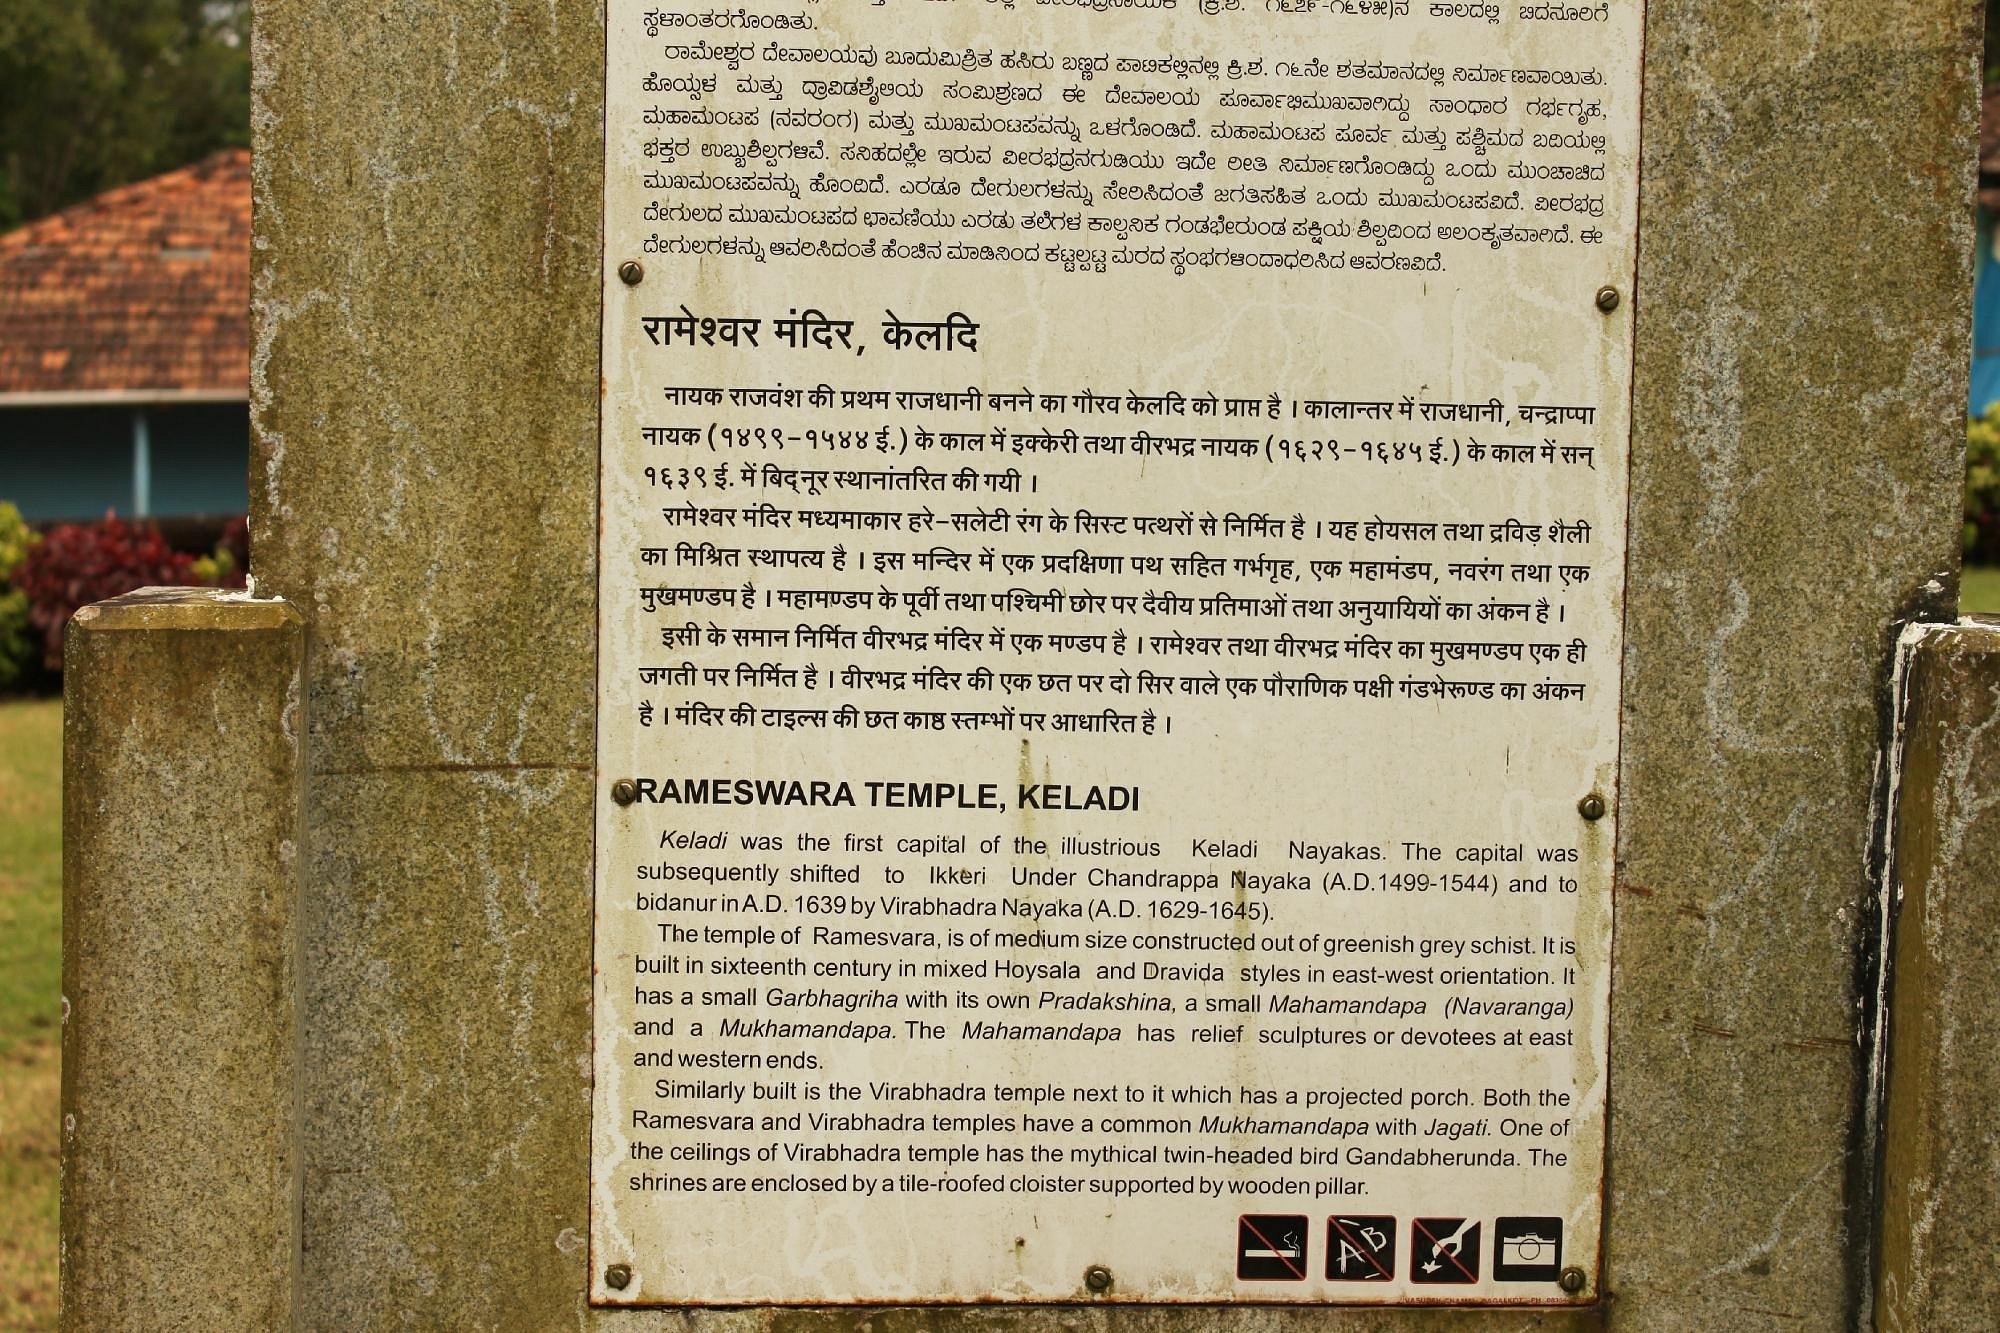 (ಕ್ರಿ.ಶ. ೧೬೨೯-೧೬೪೫)ನ ಕಾಲದಲ್ಲಿ ಬಿದನೂರಿಗೆ
ಸ್ಥಳಾಂತರಗೊಂಡಿತು.
ರಾಮೇಶ್ವರ ದೇವಾಲಯವು ಬೂದುಮಿಶ್ರಿತ ಹಸಿರು ಬಣ್ಣದ ಪಾಟಿಕಲ್ಲಿನಲ್ಲಿ ಕ್ರಿ.ಶ. ೧೬ನೇ ಶತಮಾನದಲ್ಲಿ ನಿರ್ಮಾಣವಾಯಿತು.
ಹೊಯ್ಸಳ ಮತ್ತು ದ್ರಾವಿಡಶೈಲಿಯ ಸಂಮಿಶ್ರಣದ ಈ ದೇವಾಲಯ ಪೂರ್ವಾಭಿಮುಖವಾಗಿದ್ದು ಸಾಂಧಾರ ಗರ್ಭಗೃಹ,
ಮಹಾಮಂಟಪ (ನವರಂಗ) ಮತ್ತು ಮುಖಮಂಟಪವನ್ನು ಒಳಗೊಂಡಿದೆ. ಮಹಾಮಂಟಪ ಪೂರ್ವ ಮತ್ತು ಪಶ್ಚಿಮದ ಬದಿಯಲ್ಲಿ
ಭಕ್ತರ ಉಬ್ಬುಶಿಲ್ಪಗಳಿವೆ. ಸನಿಹದಲ್ಲೇ ಇರುವ ವೀರಭದ್ರನಗುಡಿಯು ಇದೇ ರೀತಿ ನಿರ್ಮಾಣಗೊಂಡಿದ್ದು ಒಂದು ಮುಂಚಾಚಿದ
ಮುಖಮಂಟಪವನ್ನು ಹೊಂದಿದೆ. ಎರಡೂ ದೇಗುಲಗಳನ್ನು ಸೇರಿಸಿದಂತೆ ಜಗತಿಸಹಿತ ಒಂದು ಮುಖಮಂಟಪವಿದೆ. ವೀರಭದ್ರ
ದೇಗುಲದ ಮುಖಮಂಟಪದ ಛಾವಣಿಯು ಎರಡು ತಲೆಗಳ ಕಾಲ್ಪನಿಕ ಗಂಡಭೇರುಂಡ ಪಕ್ಷಿಯ ಶಿಲ್ಪದಿಂದ ಅಲಂಕೃತವಾಗಿದೆ. ಈ
ದೇಗುಲಗಳನ್ನು ಆವರಿಸಿದಂತೆ ಹೆಂಚಿನ ಮಾಡಿನಿಂದ ಕಟ್ಟಲ್ಪಟ್ಟ ಮರದ ಸ್ಥಂಭಗಳಿಂದಾಧರಿಸಿದ ಆವರಣವಿದೆ.
रामेश्वर मंदिर, केलदि
नायक राजवंश की प्रथम राजधानी बनने का गौरव केलदि को प्राप्त है । कालान्तर में राजधानी, चन्द्राप्पा
नायक (१४९९-१५४४ ई.) के काल में इक्केरी तथा वीरभद्र नायक (१६२९-१६४५ ई.) के काल में सन्
१६३९ ई. में बिद्‌नूर स्थानांतरित की गयी ।
रामेश्वर मंदिर मध्यमाकार हरे-सलेटी रंग के सिस्ट पत्थरों से निर्मित है । यह होयसल तथा द्रविड़ शैली
का मिश्रित स्थापत्य है । इस मन्दिर में एक प्रदक्षिणा पथ सहित गर्भगृह, एक महामंडप, नवरंग तथा एक
मुखमण्डप है । महामण्डप के पूर्वी तथा पश्चिमी छोर पर दैवीय प्रतिमाओं तथा अनुयायियों का अंकन है ।
इसी के समान निर्मित वीरभद्र मंदिर में एक मण्डप है । रामेश्वर तथा वीरभद्र मंदिर का मुखमण्डप एक ही
जगती पर निर्मित है । वीरभद्र मंदिर की एक छत पर दो सिर वाले एक पौराणिक पक्षी गंडभेरूण्ड का अंकन
है । मंदिर की टाइल्स की छत काष्ठ स्तम्भों पर आधारित है ।
RAMESWARA TEMPLE, KELADI
Keladi was the first capital of the illustrious Keladi Nayakas. The capital was
subsequently shifted to Ikkeri Under Chandrappa Nayaka (A.D.1499-1544) and to
bidanur in A.D. 1639 by Virabhadra Nayaka (A.D. 1629-1645).
The temple of Ramesvara, is of medium size constructed out of greenish grey schist. It is
built in sixteenth century in mixed Hoysala and Dravida styles in east-west orientation. It
has a small Garbhagriha with its own Pradakshina, a small Mahamandapa (Navaranga)
and a Mukhamandapa. The Mahamandapa has relief sculptures or devotees at east
and western ends.
Similarly built is the Virabhadra temple next to it which has a projected porch. Both the
Ramesvara and Virabhadra temples have a common Mukhamandapa with Jagati. One of
the ceilings of Virabhadra temple has the mythical twin-headed bird Gandabherunda. The
shrines are enclosed by a tile-roofed cloister supported by wooden pillar.
AB